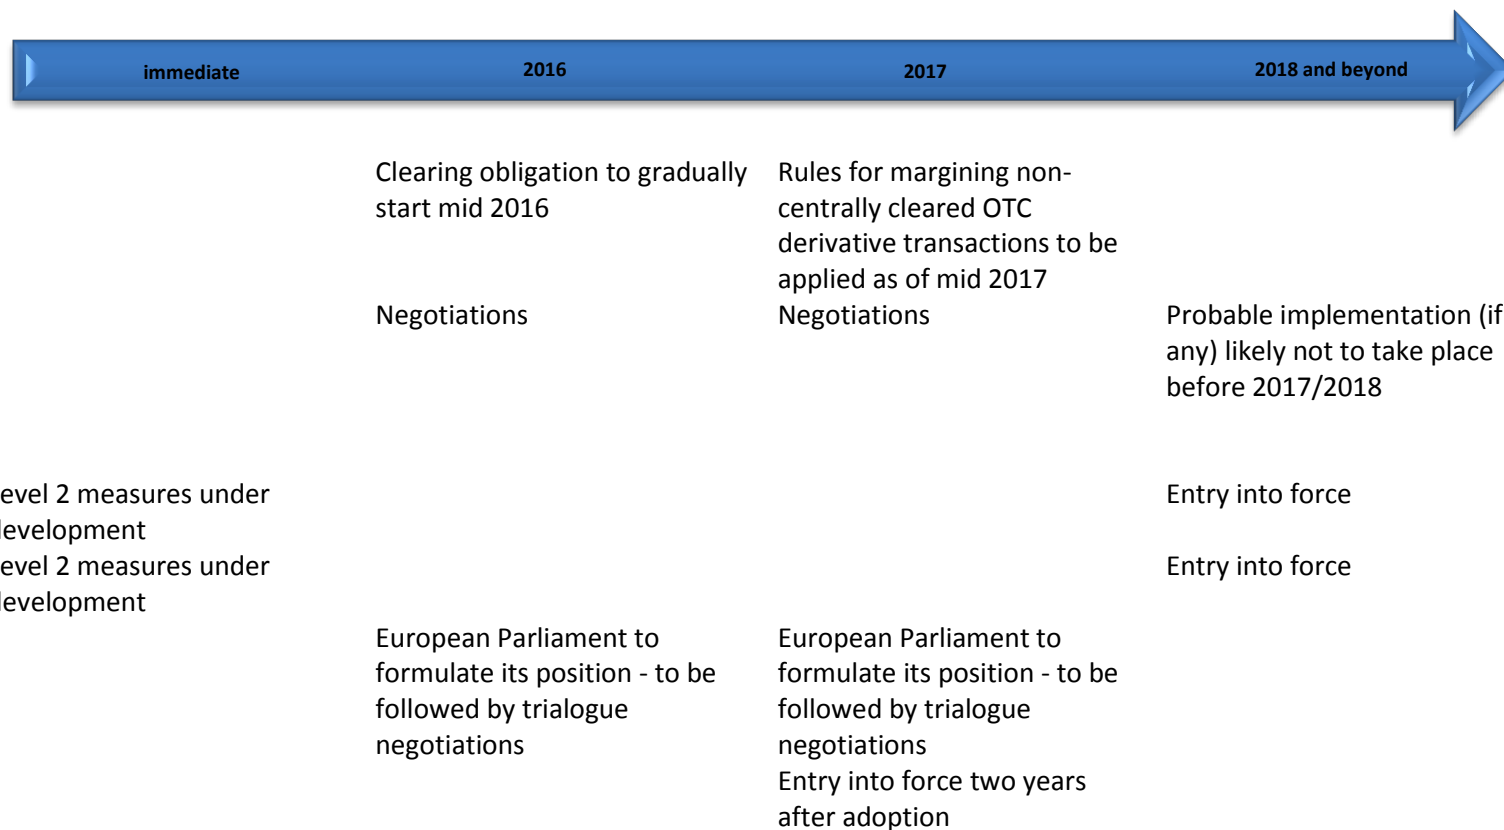 immediate
2016
2017
2018 and beyond
Clearing obligation to gradually
start mid 2016
Rules for margining non-
centrally cleared OTC
derivative transactions to be
applied as of mid 2017
Negotiations
Negotiations
Probable implementation (if
any) likely not to take place
before 2017/2018
evel 2 measures under
development
Entry into force
evel 2 measures under
development
Entry into force
European Parliament to
formulate its position - to be
followed by trialogue
negotiations
European Parliament to
formulate its position - to be
followed by trialogue
negotiations
Entry into force two years
after adoption